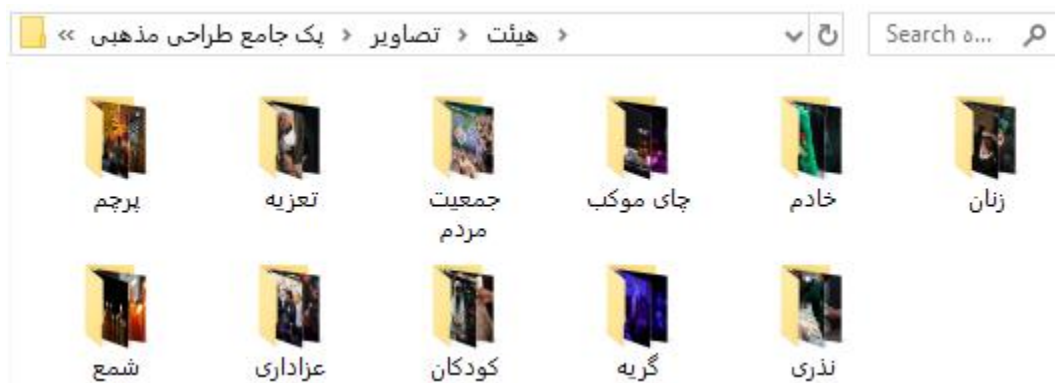 « پک جامع طراحی مذهبی › تصاویر › هیئت ›
Search ه...
پرچم
تعزیه
جمعیت
مردم
چای موکب
خادم
زنان
شمع
عزاداری
کودکان
گریه
نذری